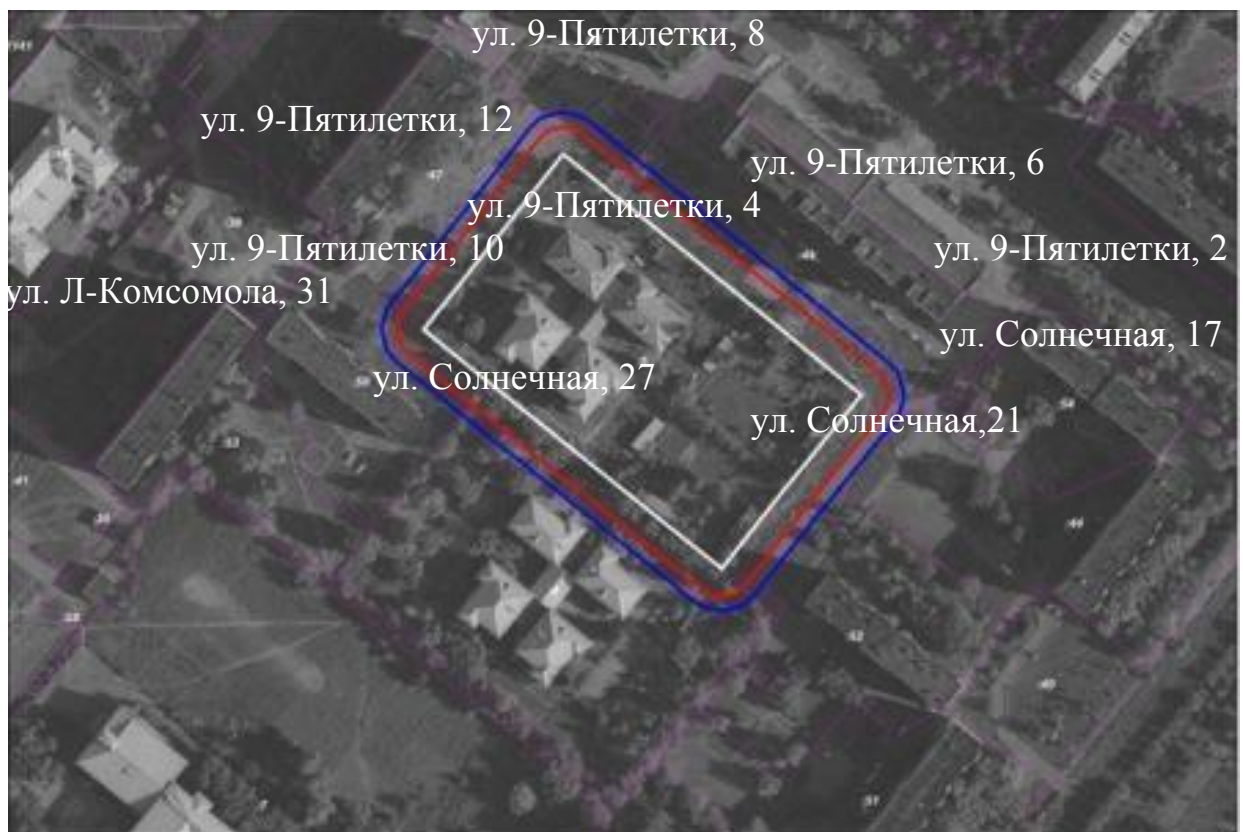 ул. 9-Пятилетки, 8
ул. 9-Пятилетки, 12
ул. 9-Пятилетки, 6
ул. 9-Пятилетки, 4
ул. 9-Пятилетки, 10
ул. 9-Пятилетки, 2
ул. Л-Комсомола, 31
ул. Солнечная, 17
ул. Солнечная, 27
ул. Солнечная,21